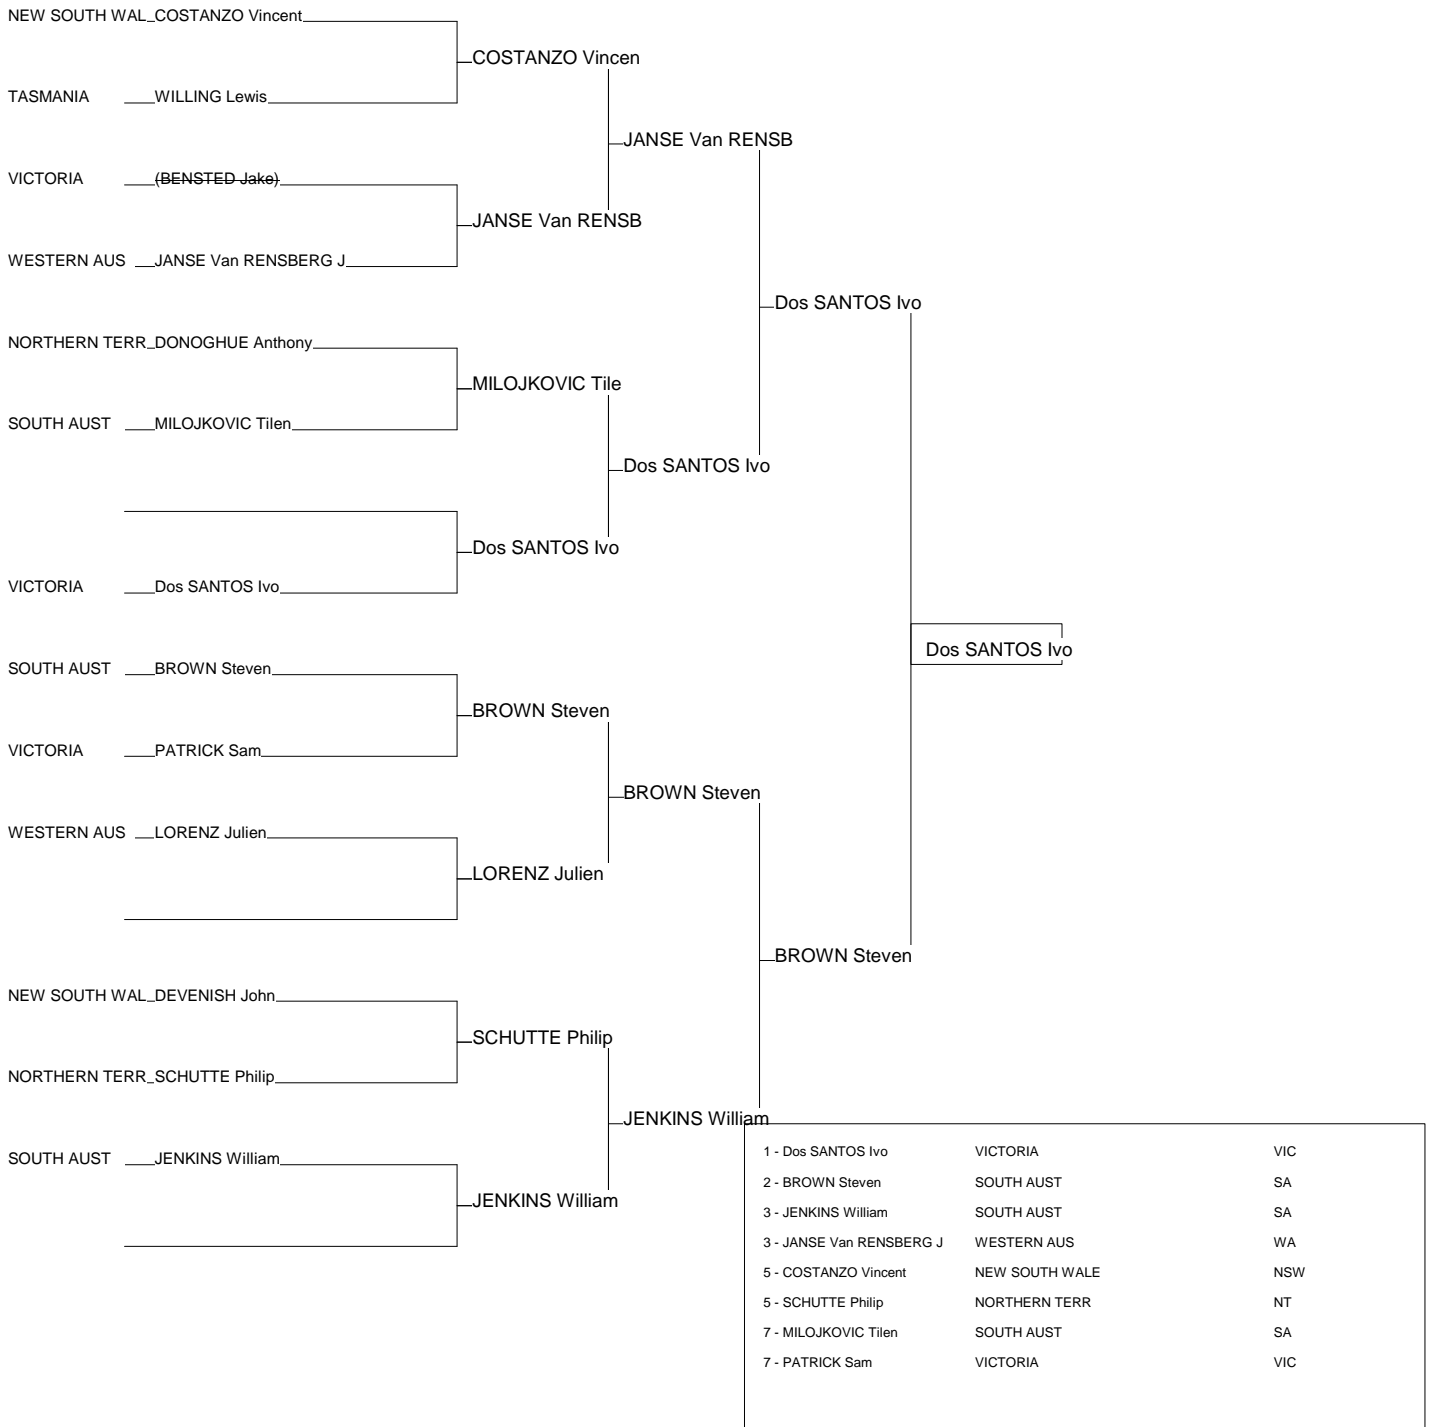 NEW SOUTH WAL COSTANZO Vincent
COSTANZO Vincen
TASMANIA WILLING Lewis
JANSE Van RENSB
VICTORIA (BENSTED Jake)
JANSE Van RENSB
WESTERN AUS JANSE Van RENSBERG J
Dos SANTOS Ivo
NORTHERN TERR DONOGHUE Anthony
MILOJKOVIC Tile
SOUTH AUST MILOJKOVIC Tilen
Dos SANTOS Ivo
Dos SANTOS Ivo
VICTORIA Dos SANTOS Ivo
Dos SANTOS Ivo
SOUTH AUST BROWN Steven
BROWN Steven
VICTORIA PATRICK Sam
BROWN Steven
WESTERN AUS LORENZ Julien
LORENZ Julien
BROWN Steven
NEW SOUTH WAL DEVENISH John
SCHUTTE Philip
NORTHERN TERR SCHUTTE Philip
JENKINS William
SOUTH AUST JENKINS William
JENKINS William
1 - Dos SANTOS Ivo VICTORIA VIC
2 - BROWN Steven SOUTH AUST SA
3 - JENKINS William SOUTH AUST SA
3 - JANSE Van RENSBERG J WESTERN AUS WA
5 - COSTANZO Vincent NEW SOUTH WALE NSW
5 - SCHUTTE Philip NORTHERN TERR NT
7 - MILOJKOVIC Tilen SOUTH AUST SA
7 - PATRICK Sam VICTORIA VIC